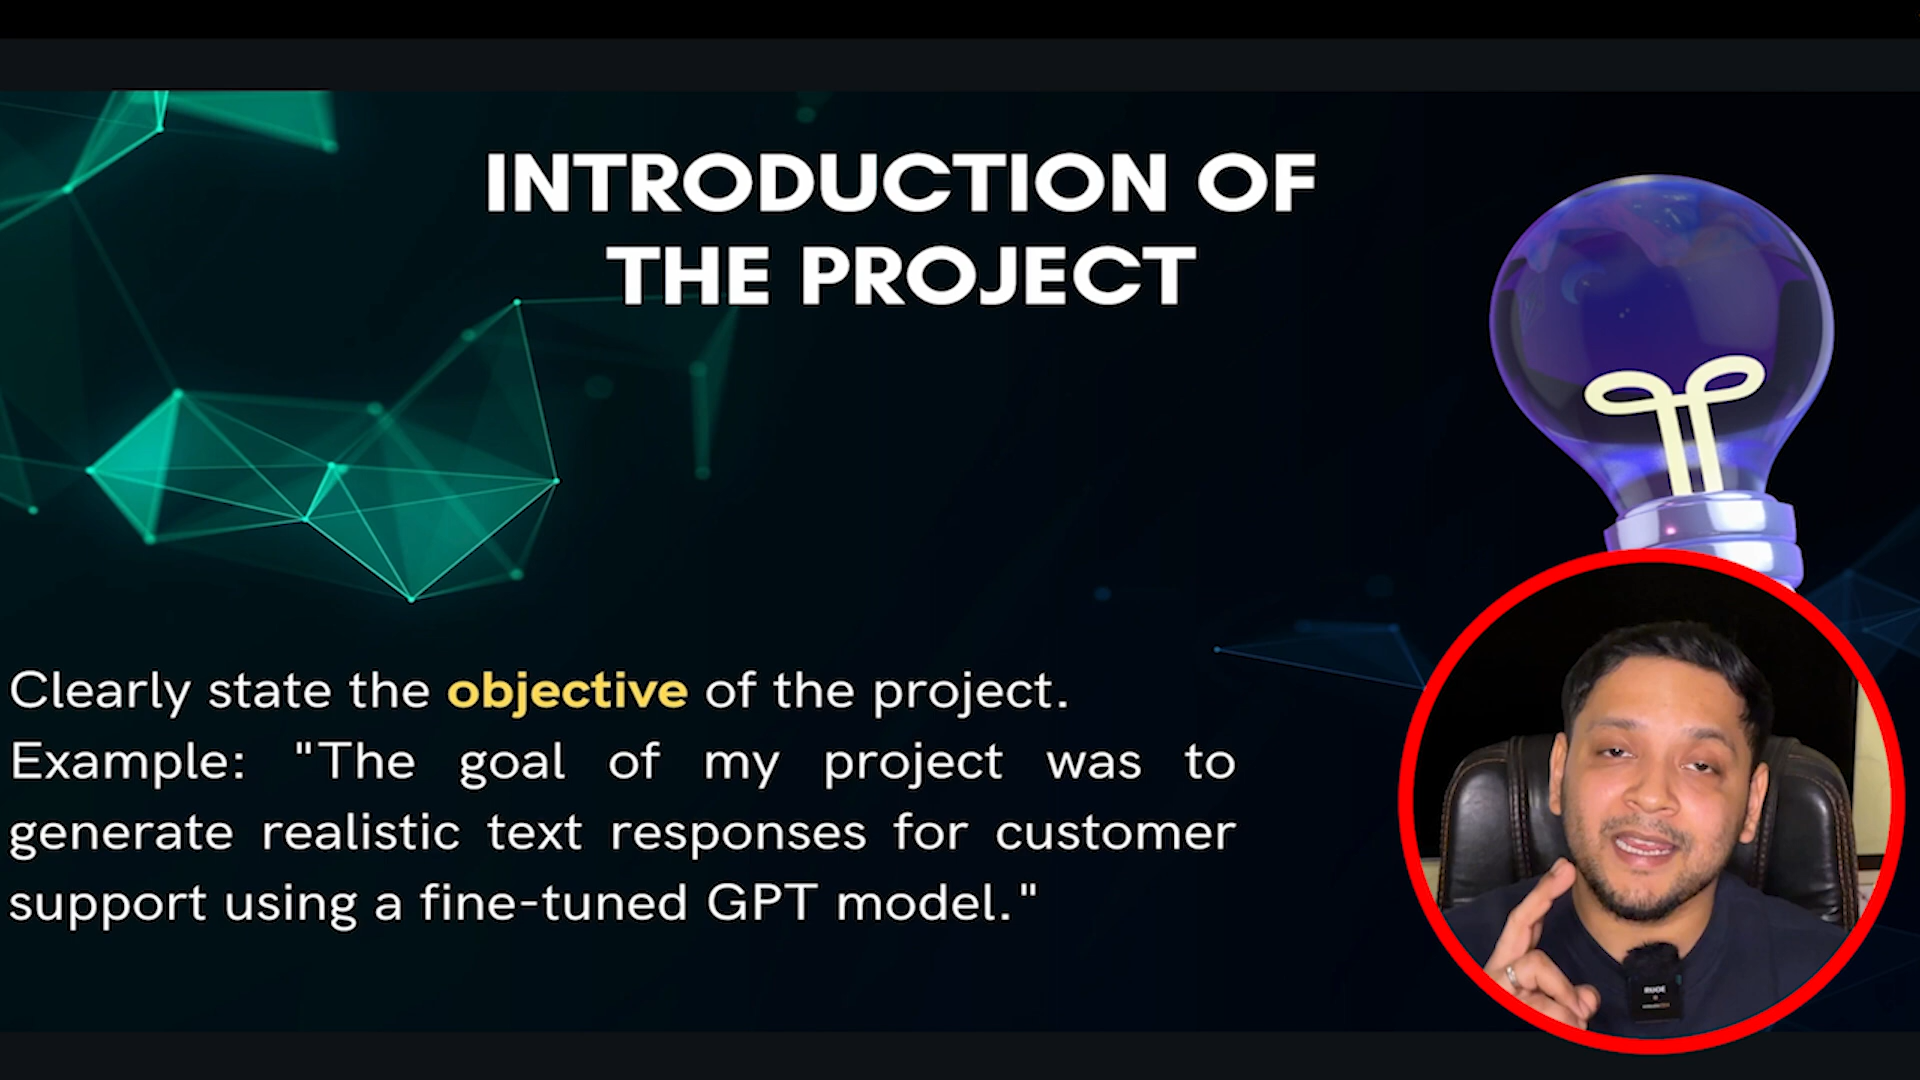 INTRODUCTION OF
THE PROJECT
Clearly state the objective of the project.
Example: "The goal of my project was to
generate realistic text responses for customer
support using a fine-tuned GPT model."